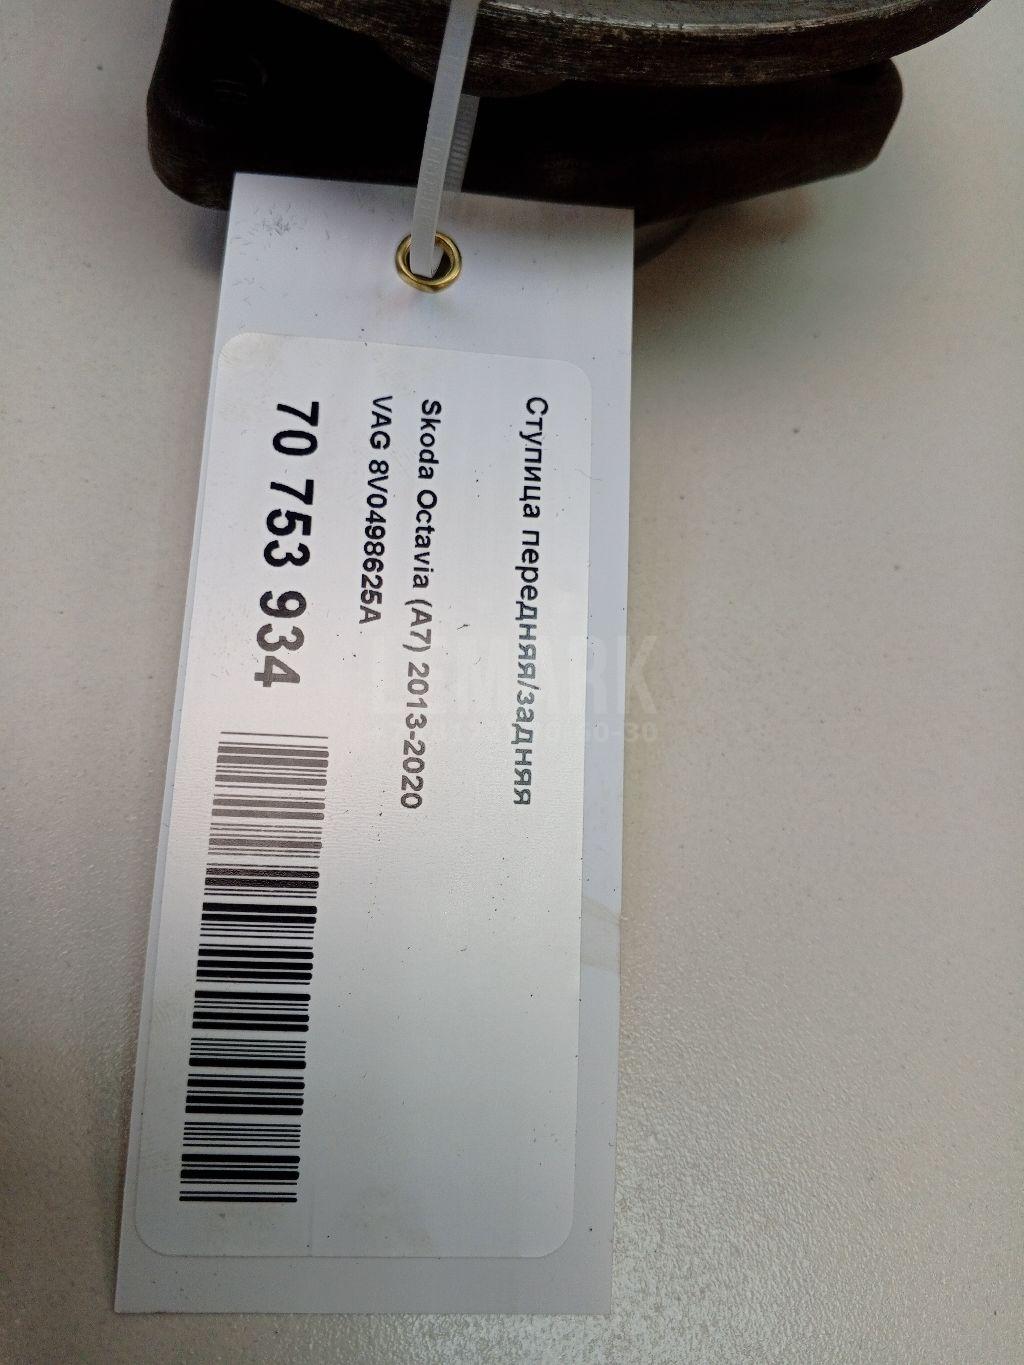 Ступица передняя/задняя
Skoda Octavia (A7) 2013-2020
VAG 8V0498625A
70 753 934